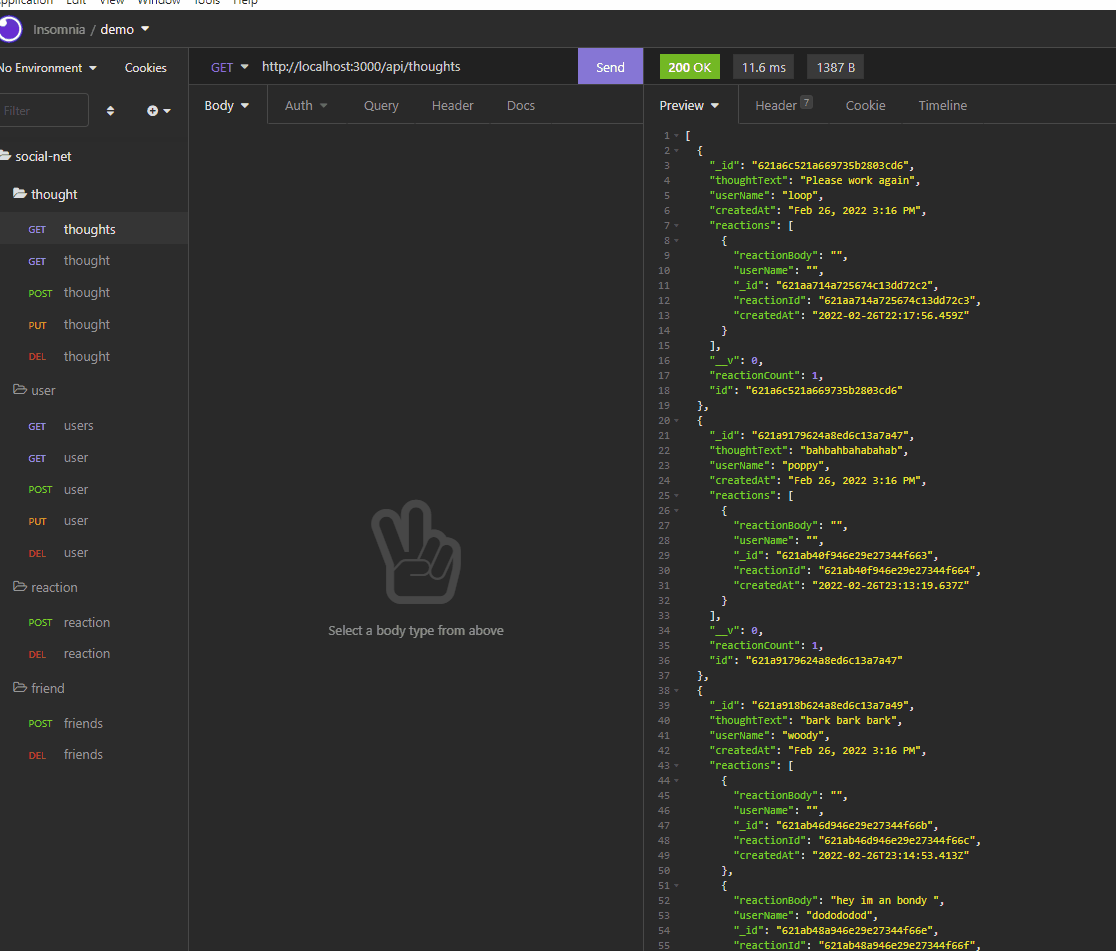 Application Edit View Window Tools Help
Insomnia / demo
No Environment Cookies
GET http://localhost:3000/api/thoughts Send
200 OK 11.6 ms 1387 B
Filter
Body Auth Query Header Docs
Preview Header 7 Cookie Timeline
social-net
thought
GET thoughts
GET thought
POST thought
PUT thought
DEL thought
user
GET users
GET user
POST user
PUT user
DEL user
reaction
POST reaction
DEL reaction
friend
POST friends
DEL friends
Select a body type from above
1 [
2 {
3 "_id": "621a6c521a669735b2803cd6",
4 "thoughtText": "Please work again",
5 "userName": "loop",
6 "createdAt": "Feb 26, 2022 3:16 PM",
7 "reactions": [
8 {
9 "reactionBody": "",
10 "userName": "",
11 "_id": "621aa714a725674c13dd72c2",
12 "reactionId": "621aa714a725674c13dd72c3",
13 "createdAt": "2022-02-26T22:17:56.459Z"
14 }
15 ],
16 "__v": 0,
17 "reactionCount": 1,
18 "id": "621a6c521a669735b2803cd6"
19 },
20 {
21 "_id": "621a9179624a8ed6c13a7a47",
22 "thoughtText": "bahbahbahabahab",
23 "userName": "poppy",
24 "createdAt": "Feb 26, 2022 3:16 PM",
25 "reactions": [
26 {
27 "reactionBody": "",
28 "userName": "",
29 "_id": "621ab40f946e29e27344f663",
30 "reactionId": "621ab40f946e29e27344f664",
31 "createdAt": "2022-02-26T23:13:19.637Z"
32 }
33 ],
34 "__v": 0,
35 "reactionCount": 1,
36 "id": "621a9179624a8ed6c13a7a47"
37 },
38 {
39 "_id": "621a918b624a8ed6c13a7a49",
40 "thoughtText": "bark bark bark",
41 "userName": "woody",
42 "createdAt": "Feb 26, 2022 3:16 PM",
43 "reactions": [
44 {
45 "reactionBody": "",
46 "userName": "",
47 "_id": "621ab46d946e29e27344f66b",
48 "reactionId": "621ab46d946e29e27344f66c",
49 "createdAt": "2022-02-26T23:14:53.413Z"
50 },
51 {
52 "reactionBody": "hey im an bondy ",
53 "userName": "dodododod",
54 "_id": "621ab48a946e29e27344f66e",
55 "reactionId": "621ab48a946e29e27344f66f",